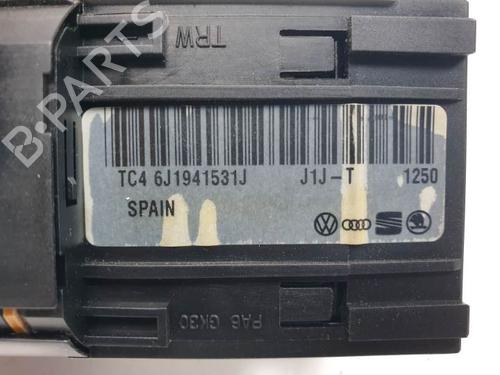 TRW
TC4 6J1941531J J1J-T 1250
SPAIN
PA6 GK30
B-PARTS